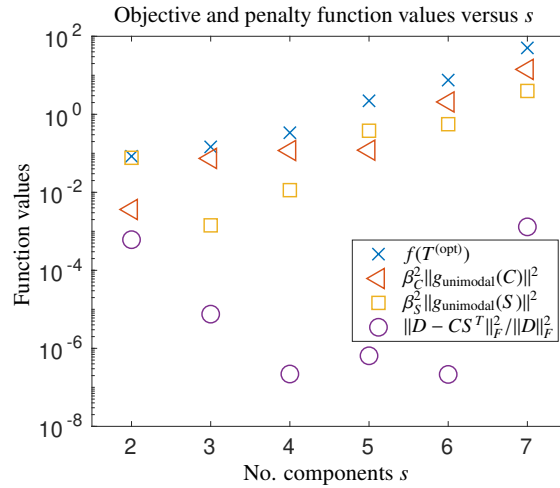 Objective and penalty function values versus s
10^2
10^0
10^-2
10^-4
10^-6
10^-8
Function values
f(T^(opt))
β_C^2||g_unimodal(C)||^2
β_S^2||g_unimodal(S)||^2
||D − CS^T||_F^2/||D||_F^2
2 3 4 5 6 7
No. components s